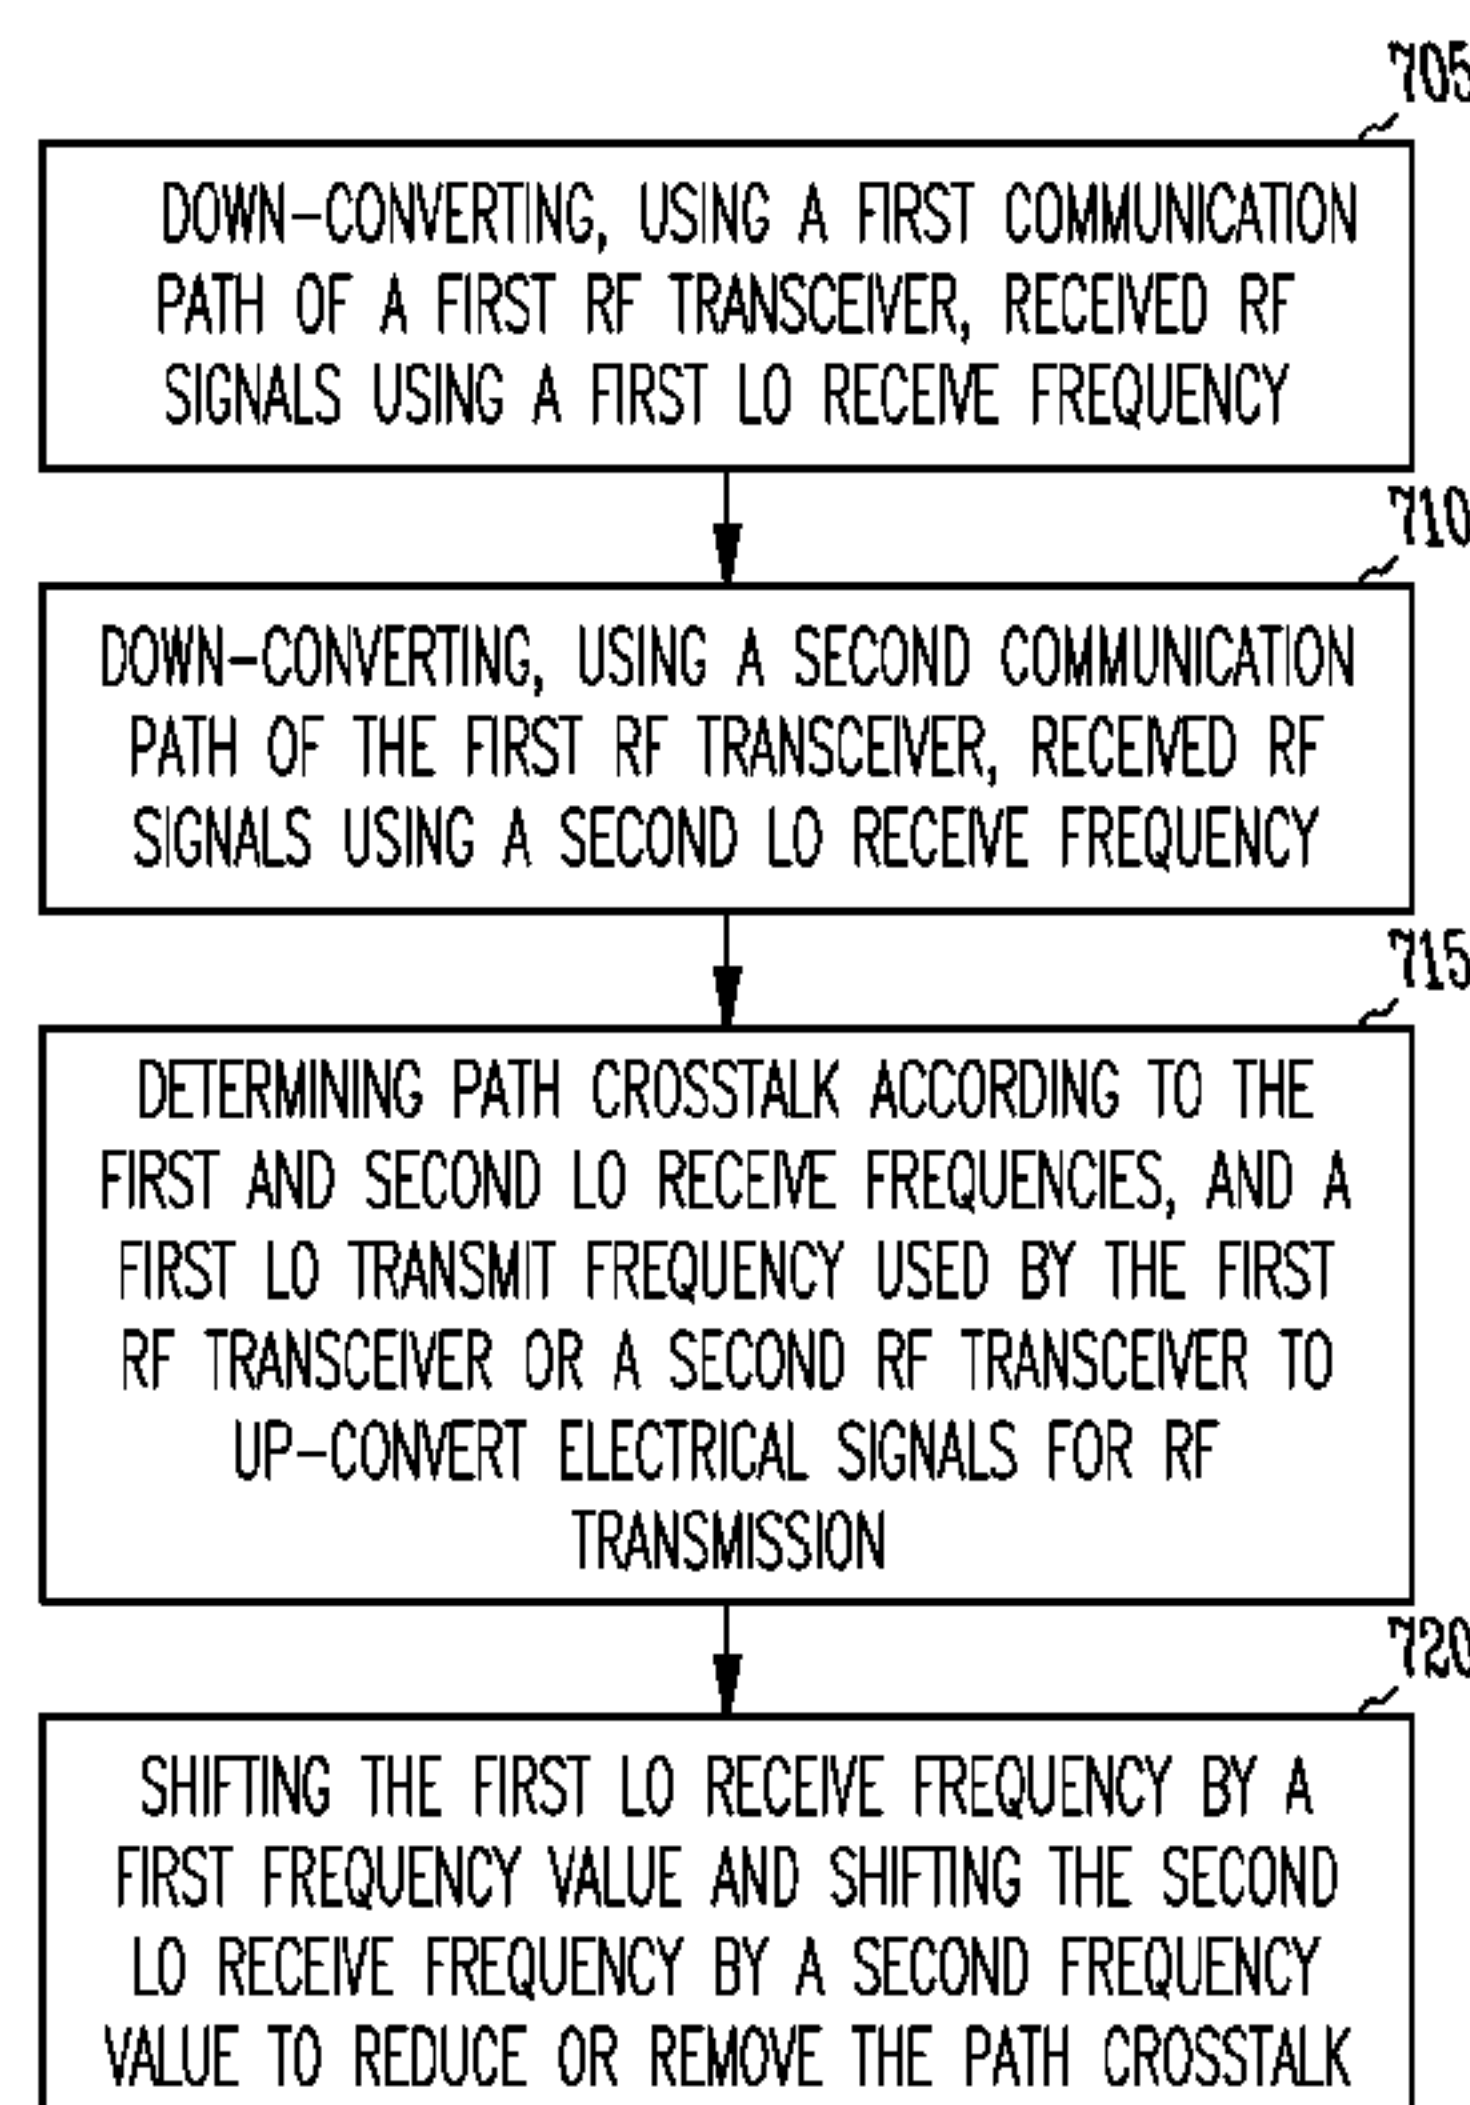 705
DOWN-CONVERTING, USING A FIRST COMMUNICATION
PATH OF A FIRST RF TRANSCEIVER, RECEIVED RF
SIGNALS USING A FIRST LO RECEIVE FREQUENCY
710
DOWN-CONVERTING, USING A SECOND COMMUNICATION
PATH OF THE FIRST RF TRANSCEIVER, RECEIVED RF
SIGNALS USING A SECOND LO RECEIVE FREQUENCY
715
DETERMINING PATH CROSSTALK ACCORDING TO THE
FIRST AND SECOND LO RECEIVE FREQUENCIES, AND A
FIRST LO TRANSMIT FREQUENCY USED BY THE FIRST
RF TRANSCEIVER OR A SECOND RF TRANSCEIVER TO
UP-CONVERT ELECTRICAL SIGNALS FOR RF
TRANSMISSION
720
SHIFTING THE FIRST LO RECEIVE FREQUENCY BY A
FIRST FREQUENCY VALUE AND SHIFTING THE SECOND
LO RECEIVE FREQUENCY BY A SECOND FREQUENCY
VALUE TO REDUCE OR REMOVE THE PATH CROSSTALK